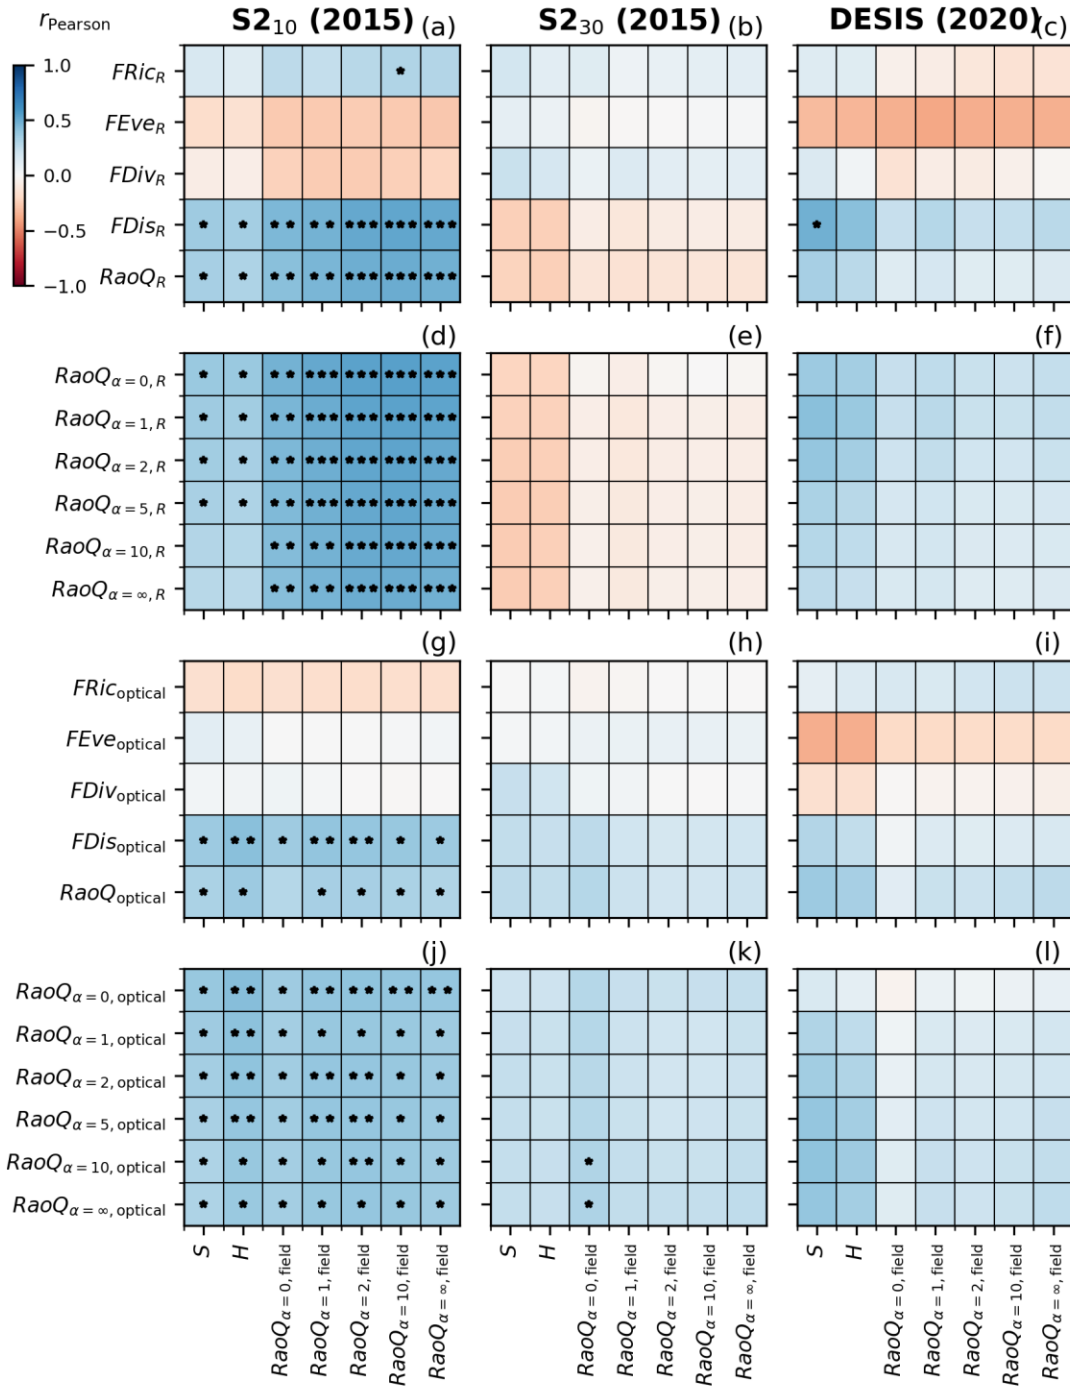 r_Pearson
S2_10 (2015) (a)
(b)
S2_30 (2015)
DESIS (2020) (c)
1.0
0.5
0.0
−0.5
−1.0
FRic_R
FEve_R
FDiv_R
FDis_R
RaoQ_R
(d)
(e)
(f)
RaoQ_α=0, R
RaoQ_α=1, R
RaoQ_α=2, R
RaoQ_α=5, R
RaoQ_α=10, R
RaoQ_α=∞, R
(g)
(h)
(i)
FRic_optical
FEve_optical
FDiv_optical
FDis_optical
RaoQ_optical
(j)
(k)
(l)
RaoQ_α=0, optical
RaoQ_α=1, optical
RaoQ_α=2, optical
RaoQ_α=5, optical
RaoQ_α=10, optical
RaoQ_α=∞, optical
S
H
RaoQ_α=0, field
RaoQ_α=1, field
RaoQ_α=2, field
RaoQ_α=10, field
RaoQ_α=∞, field
S
H
RaoQ_α=0, field
RaoQ_α=1, field
RaoQ_α=2, field
RaoQ_α=10, field
RaoQ_α=∞, field
S
H
RaoQ_α=0, field
RaoQ_α=1, field
RaoQ_α=2, field
RaoQ_α=10, field
RaoQ_α=∞, field